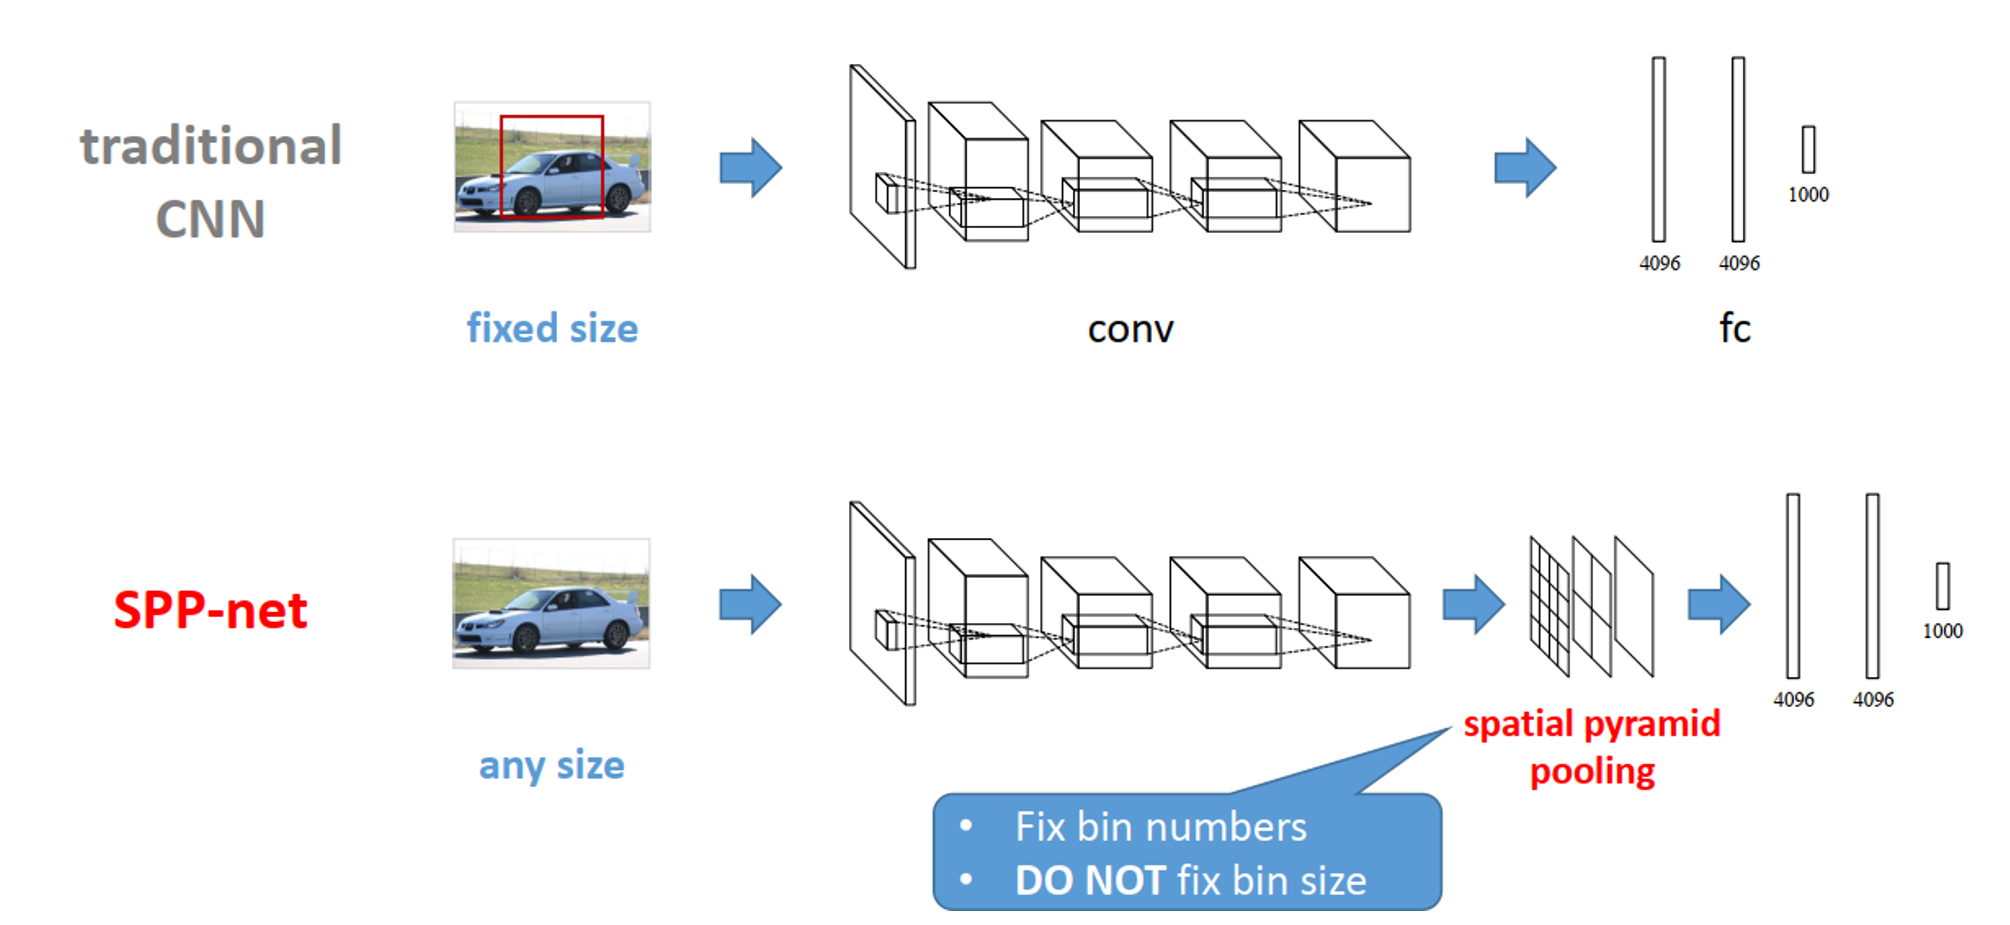 traditional
CNN
fixed size
conv
4096
4096
1000
fc
SPP-net
any size
spatial pyramid
pooling
4096
4096
1000
• Fix bin numbers
• DO NOT fix bin size